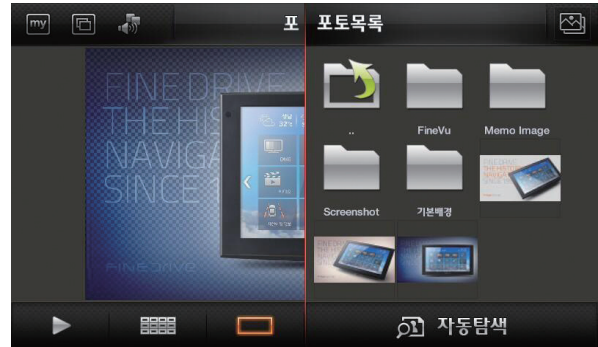 my
포
포토목록
FINE DRIVE
THE HIS
NAVIGA
SINCE
FINEDR
..
FineVu
Memo Image
Screenshot
기본배경
자동탐색